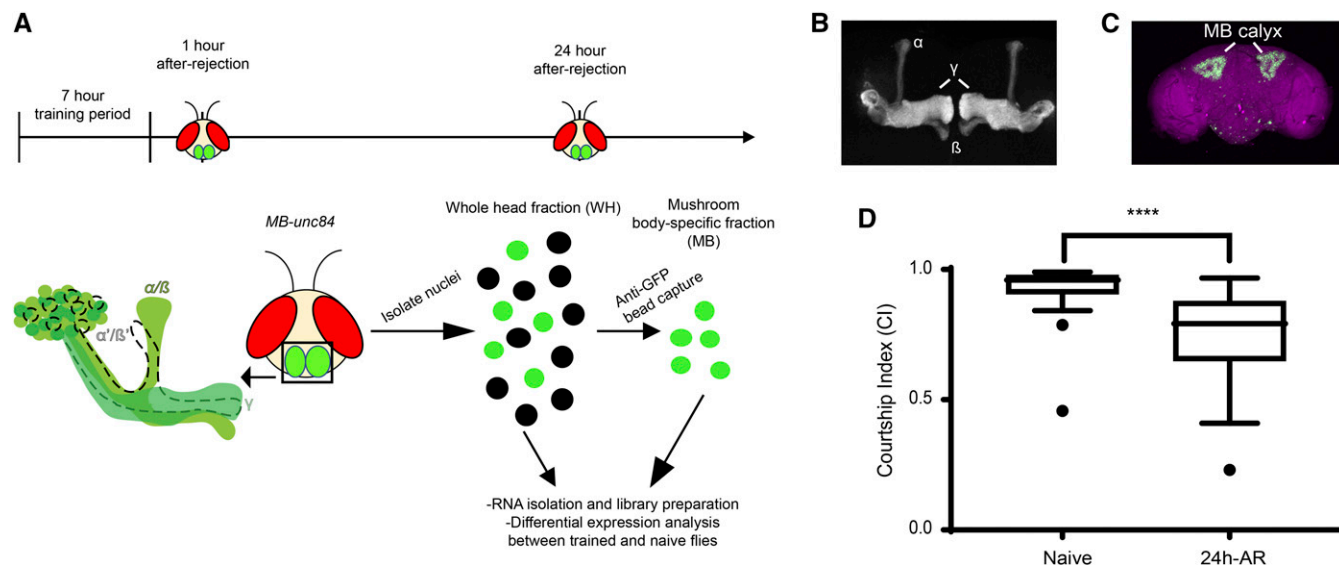 A
1 hour
after-rejection
24 hour
after-rejection
7 hour
training period
MB-unc84
Whole head fraction (WH)
Mushroom
body-specific fraction
(MB)
Isolate nuclei
Anti-GFP
bead capture
α/ß
α'/ß'
γ
-RNA isolation and library preparation
-Differential expression analysis
between trained and naive flies
B
α
γ
ß
C
MB calyx
D
****
Courtship Index (CI)
1.0
0.5
0.0
Naive
24h-AR